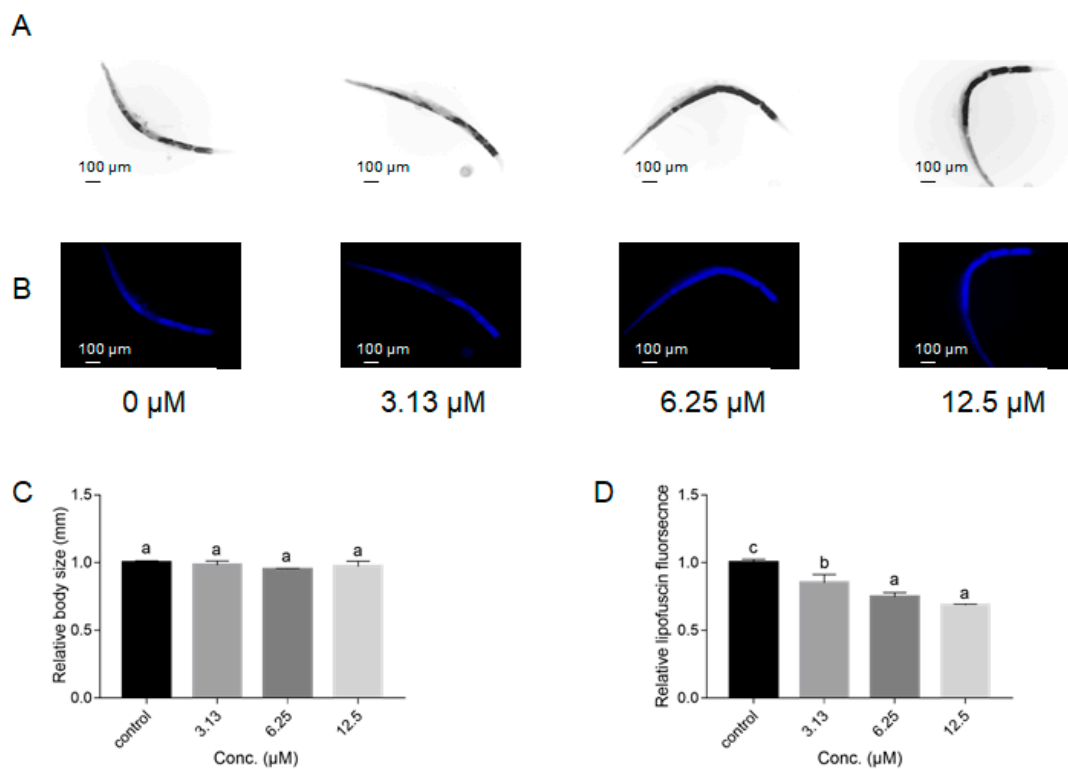 A
100 µm
100 µm
100 µm
100 µm
B
100 µm
100 µm
100 µm
100 µm
0 µM
3.13 µM
6.25 µM
12.5 µM
C
Relative body size (mm)
1.5
1.0
0.5
0.0
a
a
a
a
control
3.13
6.25
12.5
Conc. (µM)
D
Relative lipofuscin fluorsecnce
1.5
1.0
0.5
0.0
c
b
a
a
control
3.13
6.25
12.5
Conc. (µM)